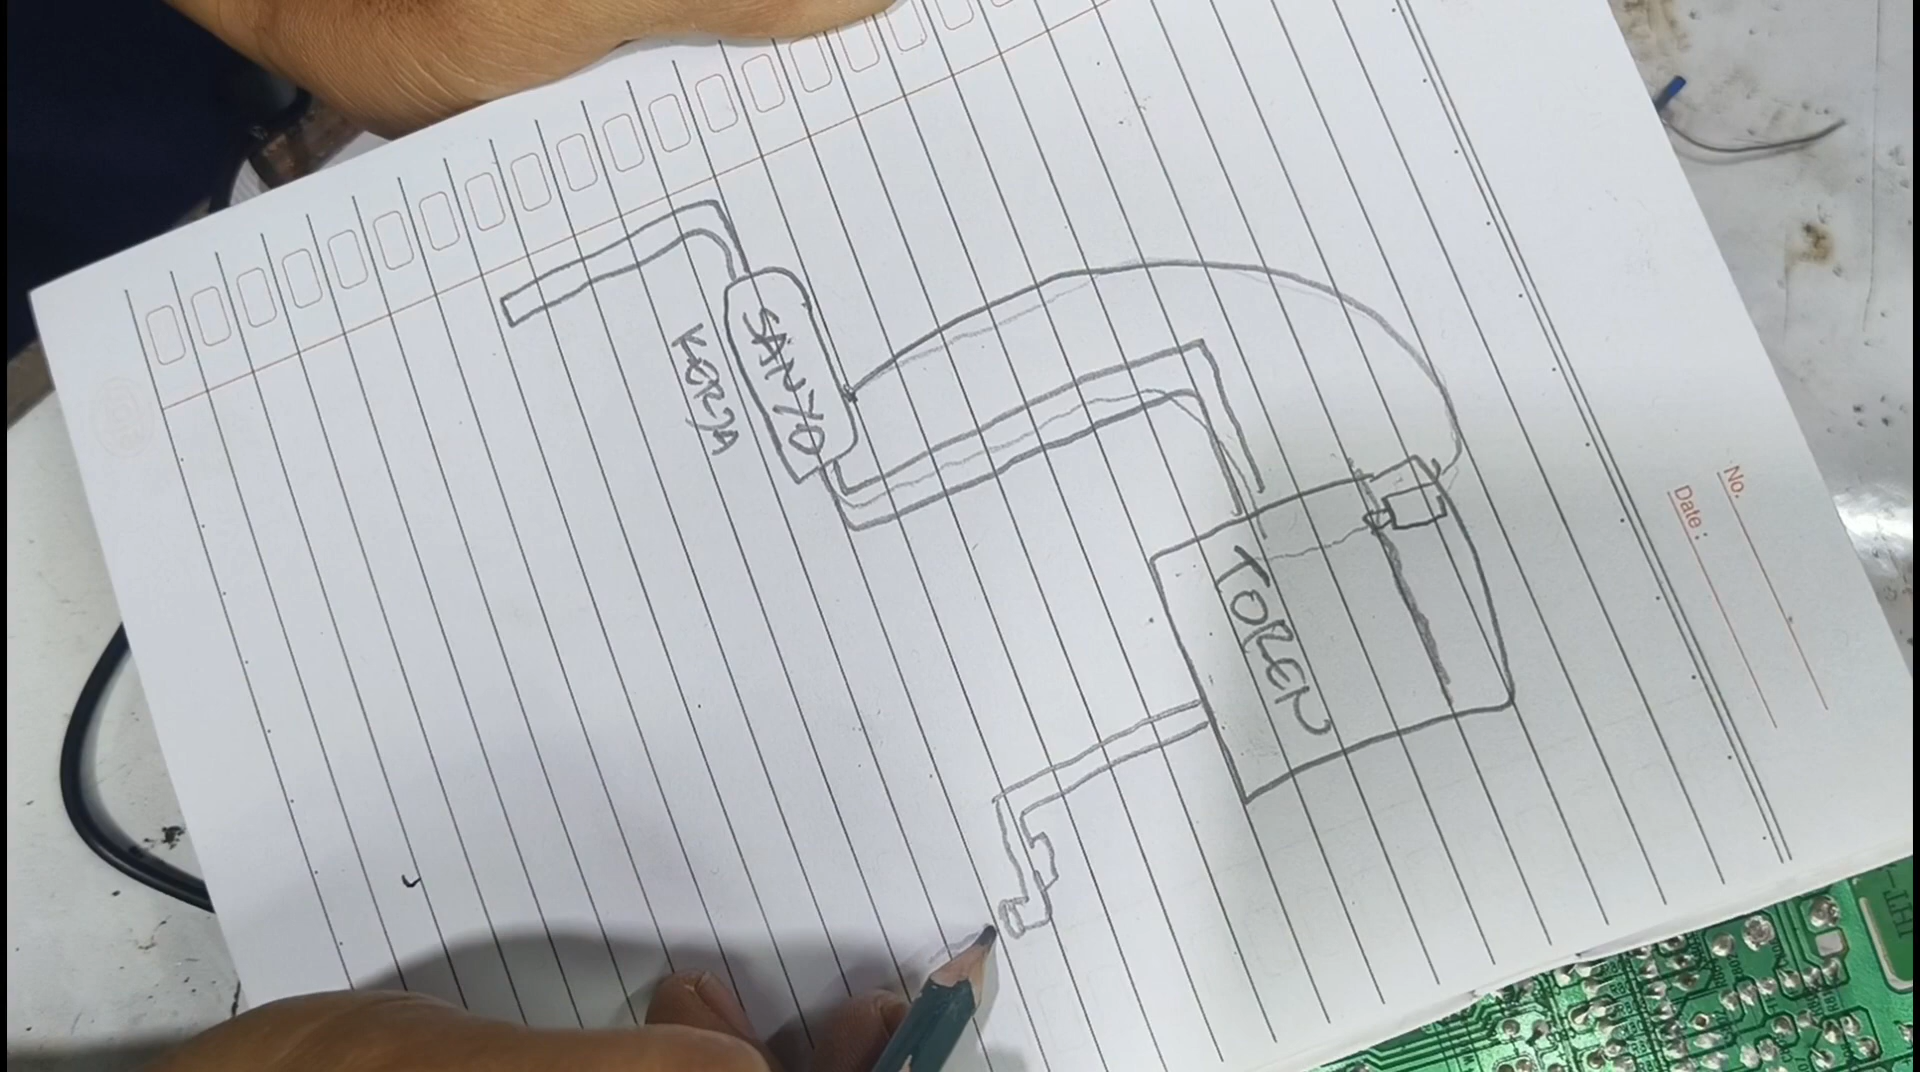 No.
Date :
SANYO
KERJA
TOREN